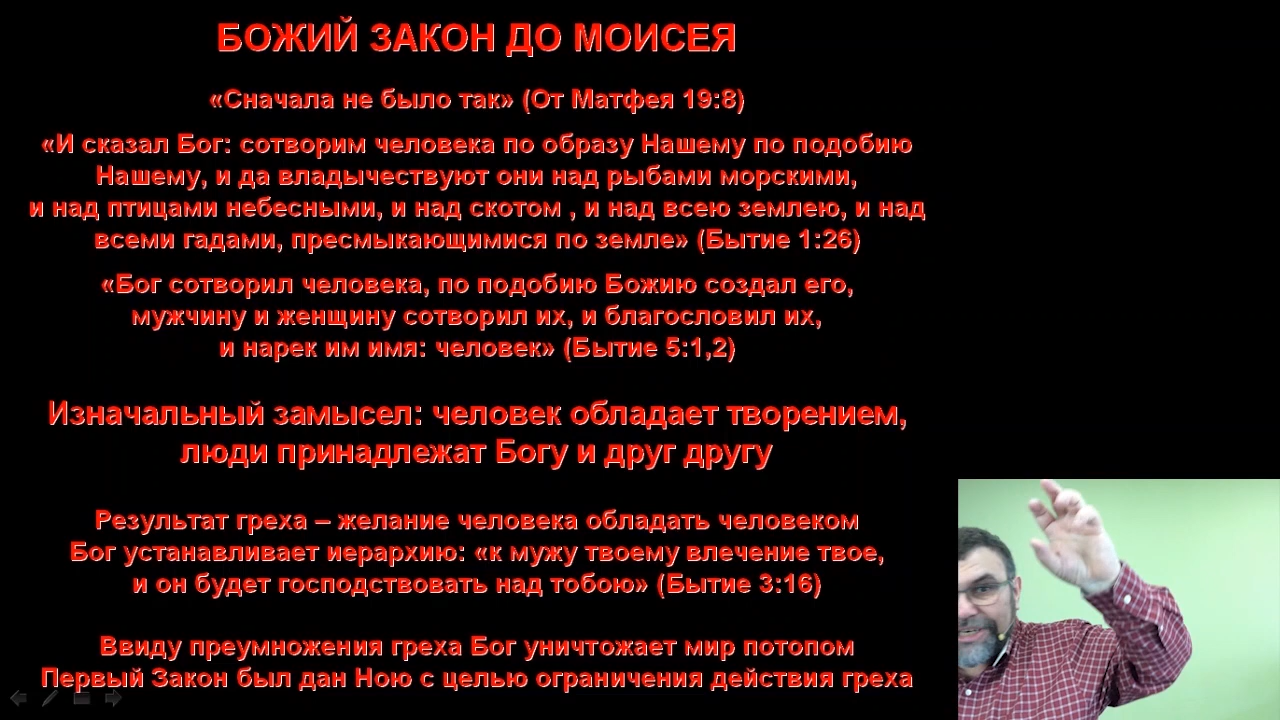 БОЖИЙ ЗАКОН ДО МОИСЕЯ
«Сначала не было так» (От Матфея 19:8)
«И сказал Бог: сотворим человека по образу Нашему по подобию
Нашему, и да владычествуют они над рыбами морскими,
и над птицами небесными, и над скотом , и над всею землею, и над
всеми гадами, пресмыкающимися по земле» (Бытие 1:26)
«Бог сотворил человека, по подобию Божию создал его,
мужчину и женщину сотворил их, и благословил их,
и нарек им имя: человек» (Бытие 5:1,2)
Изначальный замысел: человек обладает творением,
люди принадлежат Богу и друг другу
Результат греха – желание человека обладать человеком
Бог устанавливает иерархию: «к мужу твоему влечение твое,
и он будет господствовать над тобою» (Бытие 3:16)
Ввиду преумножения греха Бог уничтожает мир потопом
Первый Закон был дан Ною с целью ограничения действия греха